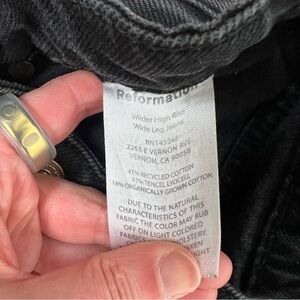 Reformation
Wilder High Rise
Wide Leg Jeans
2263 E VERNON AVE.
VERNON, CA 90058
41% RECYCLED COTTON
41% TENCEL LYOCELL
18% ORGANICALLY GROWN COTTON
DUE TO THE NATURAL
CHARACTERISTICS OF THIS
FABRIC THE COLOR MAY RUB
OFF ON LIGHT COLORED
FABRICS